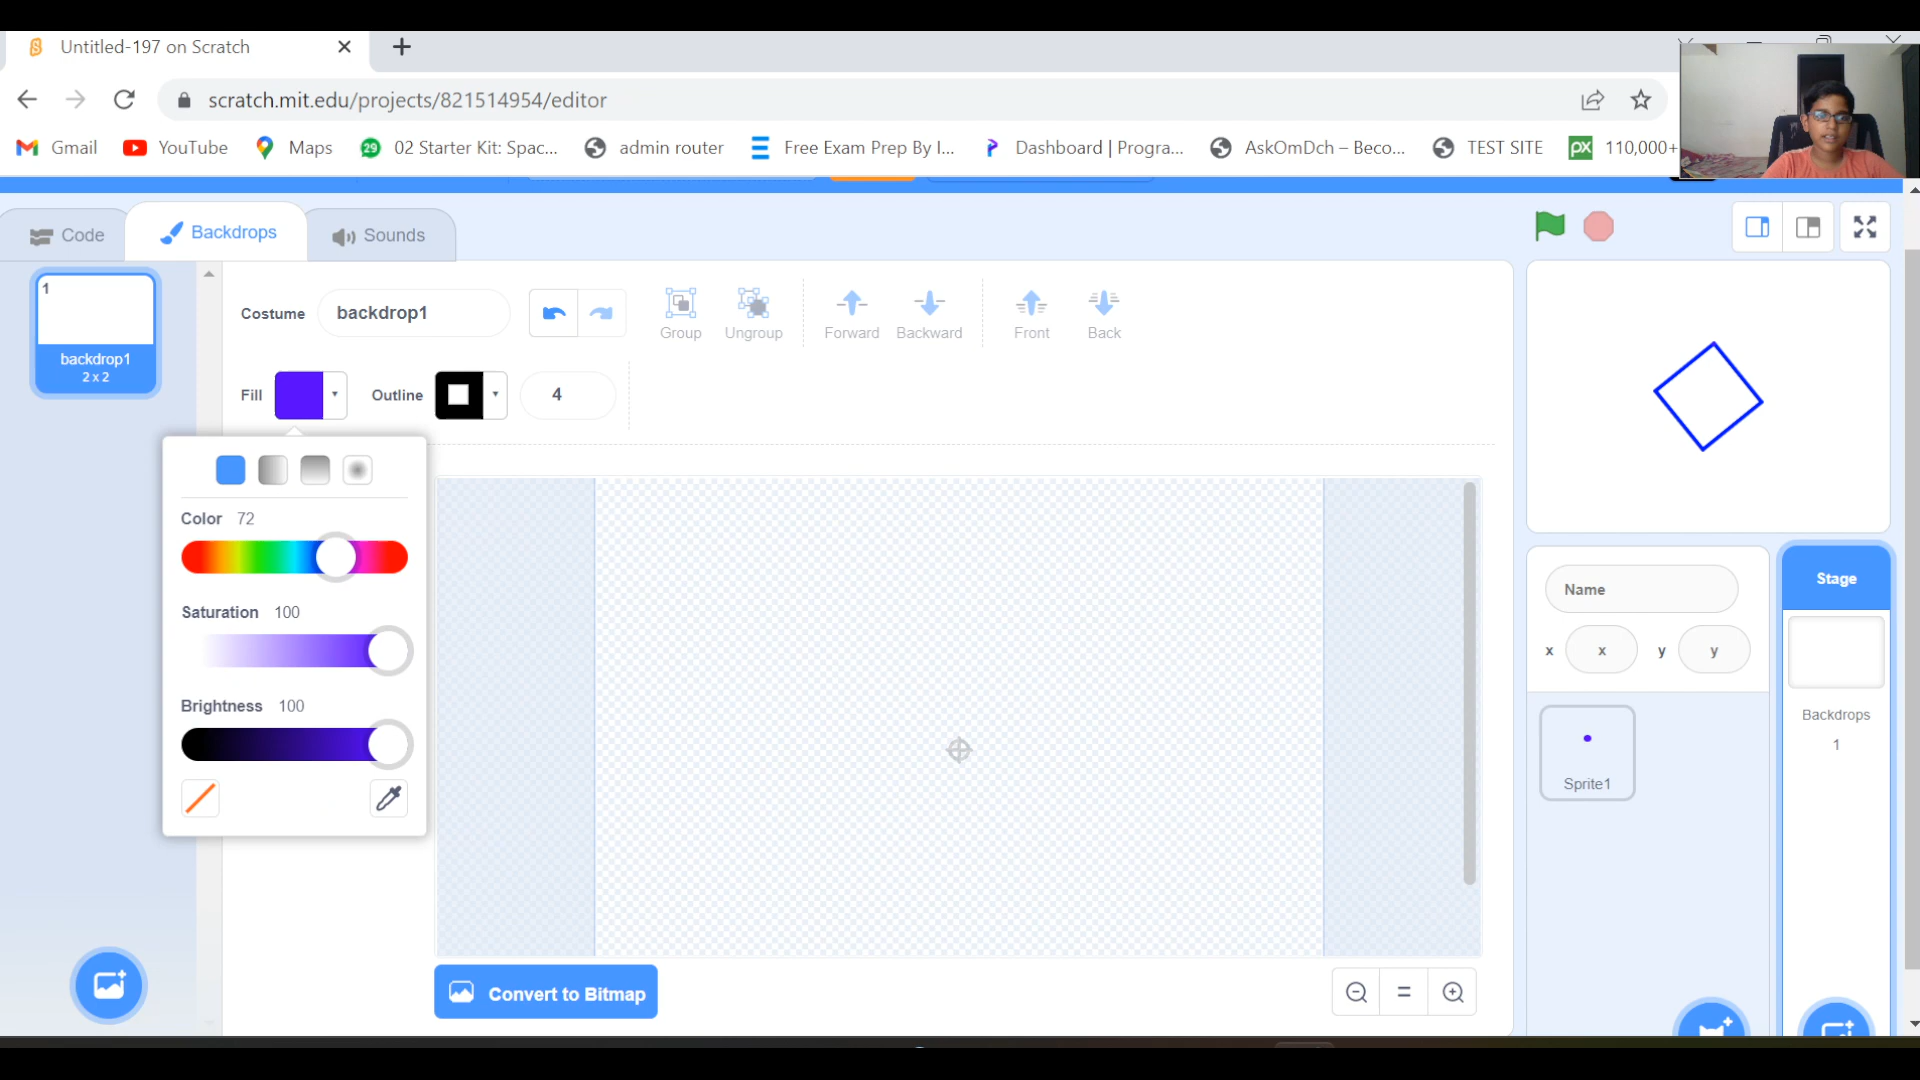 Untitled-197 on Scratch
scratch.mit.edu/projects/821514954/editor
Gmail YouTube Maps 29 02 Starter Kit: Spac... admin router Free Exam Prep By I... Dashboard | Progra... AskOmDch – Beco... TEST SITE px 110,000+
Code Backdrops Sounds
1
backdrop1
2 x 2
Costume backdrop1
Group Ungroup Forward Backward Front Back
Fill Outline 4
Color 72
Saturation 100
Brightness 100
Convert to Bitmap
Name
x x y y
Sprite1
Stage
Backdrops
1